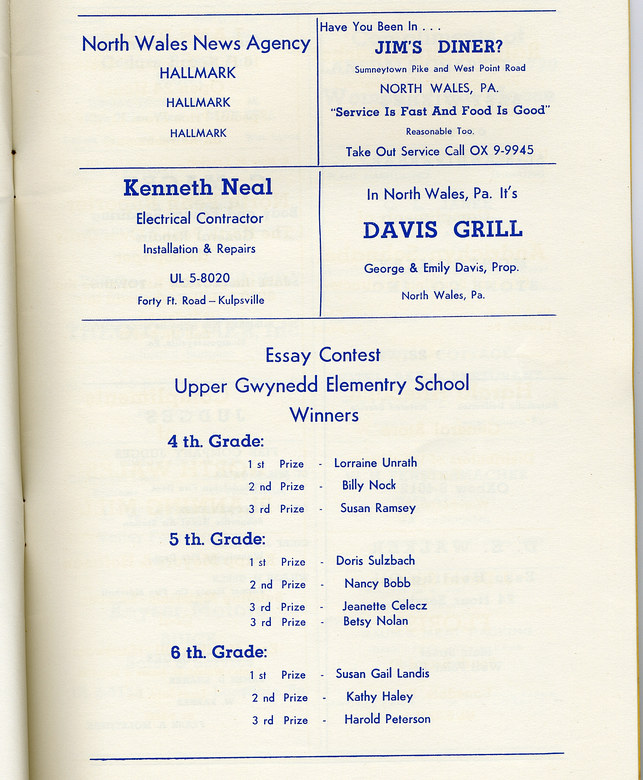 North Wales News Agency
HALLMARK
HALLMARK
HALLMARK
Have You Been In . . .
JIM'S DINER?
Sumneytown Pike and West Point Road
NORTH WALES, PA.
"Service Is Fast And Food Is Good"
Reasonable Too.
Take Out Service Call OX 9-9945
Kenneth Neal
Electrical Contractor
Installation & Repairs
UL 5-8020
Forty Ft. Road — Kulpsville
In North Wales, Pa. It's
DAVIS GRILL
George & Emily Davis, Prop.
North Wales, Pa.
Essay Contest
Upper Gwynedd Elementry School
Winners
4 th. Grade:
1 st Prize - Lorraine Unrath
2 nd Prize - Billy Nock
3 rd Prize - Susan Ramsey
5 th. Grade:
1 st Prize - Doris Sulzbach
2 nd Prize - Nancy Bobb
3 rd Prize - Jeanette Celecz
3 rd Prize - Betsy Nolan
6 th. Grade:
1 st Prize - Susan Gail Landis
2 nd Prize - Kathy Haley
3 rd Prize - Harold Peterson